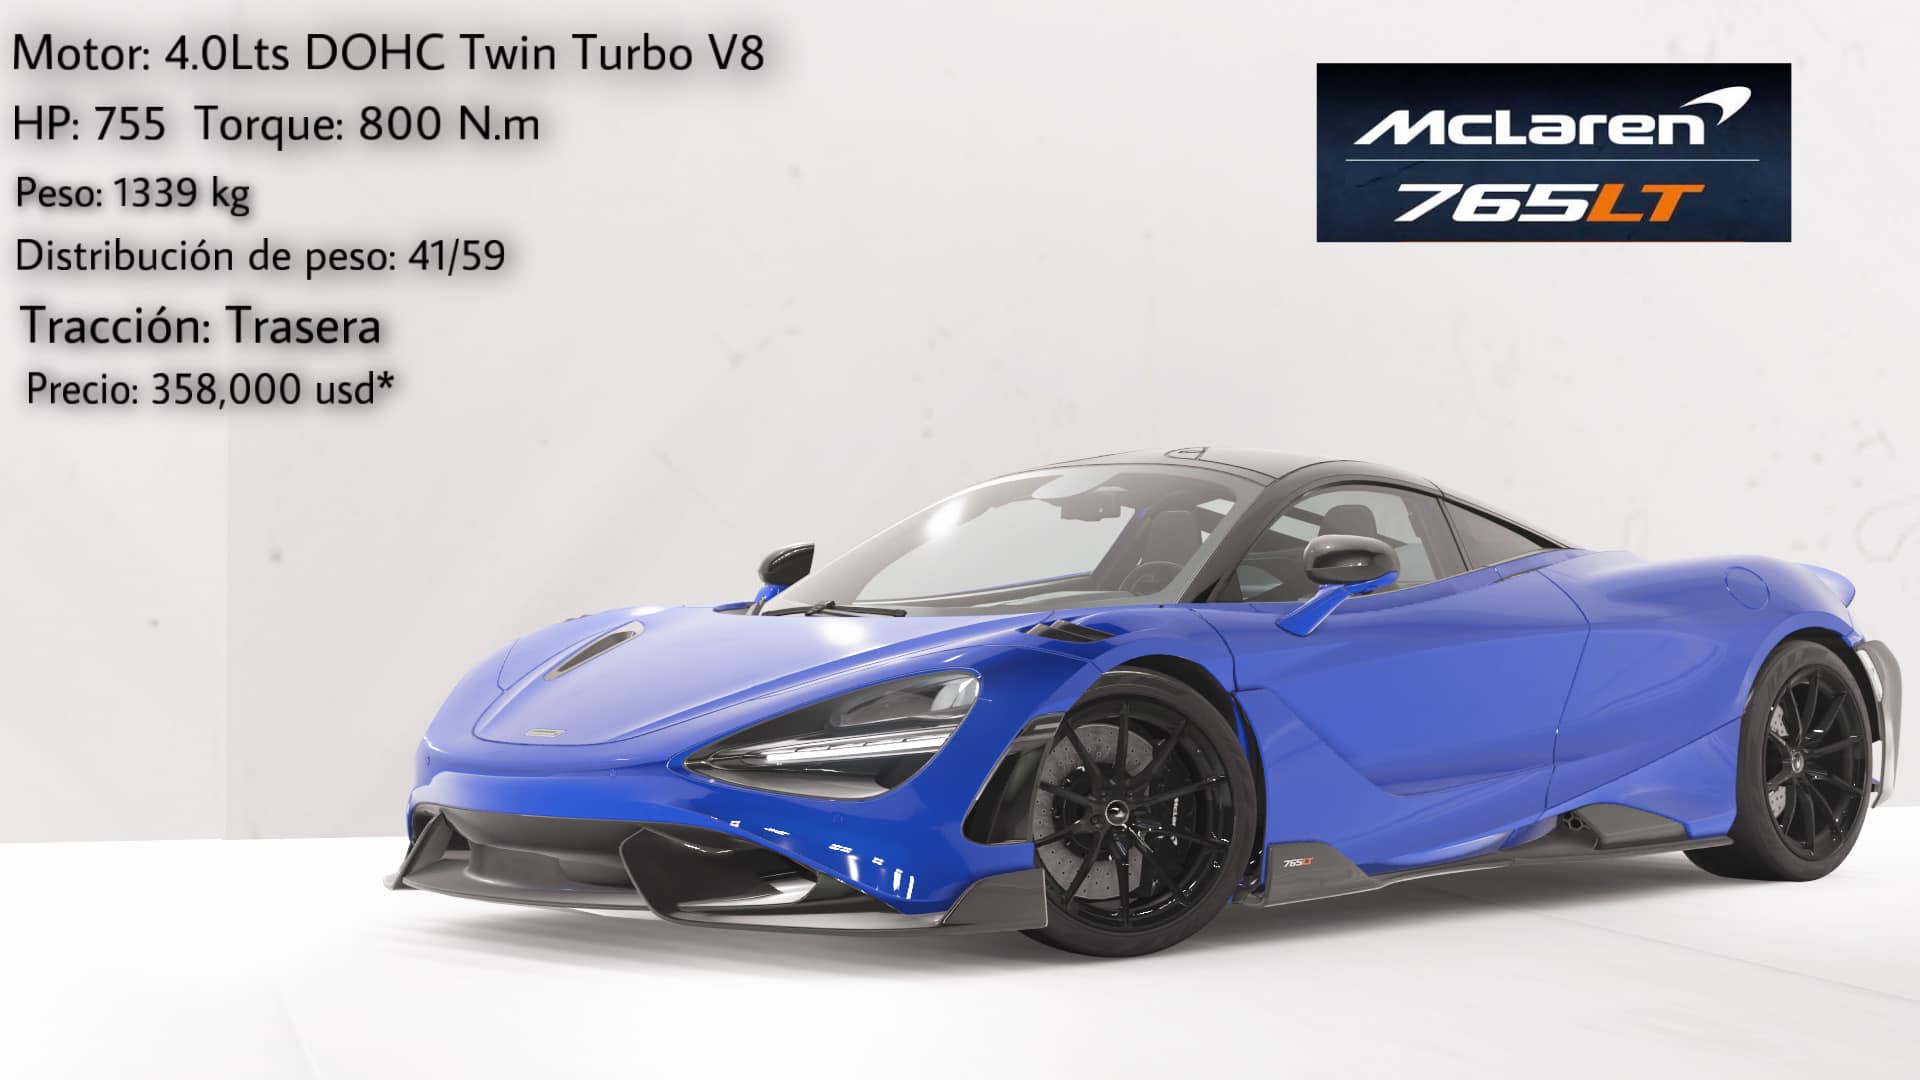 Motor: 4.0Lts DOHC Twin Turbo V8
HP: 755 Torque: 800 N.m
Peso: 1339 kg
Distribución de peso: 41/59
Tracción: Trasera
Precio: 358,000 usd*
McLaren
765LT
765LT